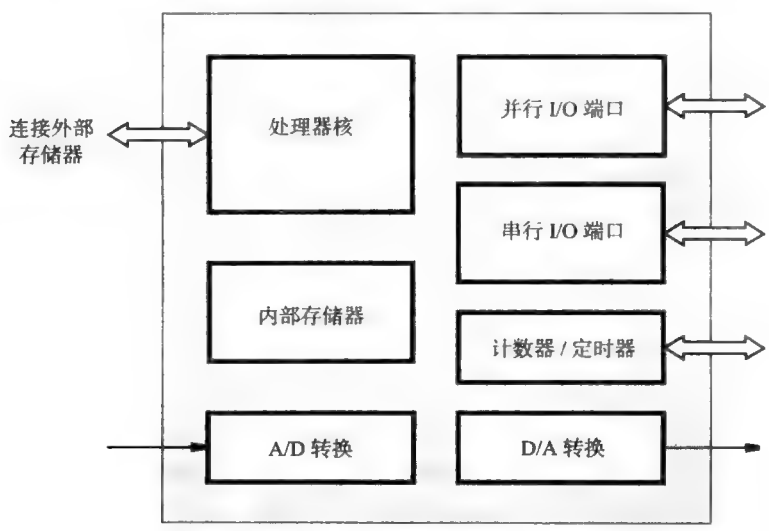 处理器核
并行 I/O 端口
连接外部
存储器
串行 I/O 端口
内部存储器
计数器 / 定时器
A/D 转换
D/A 转换